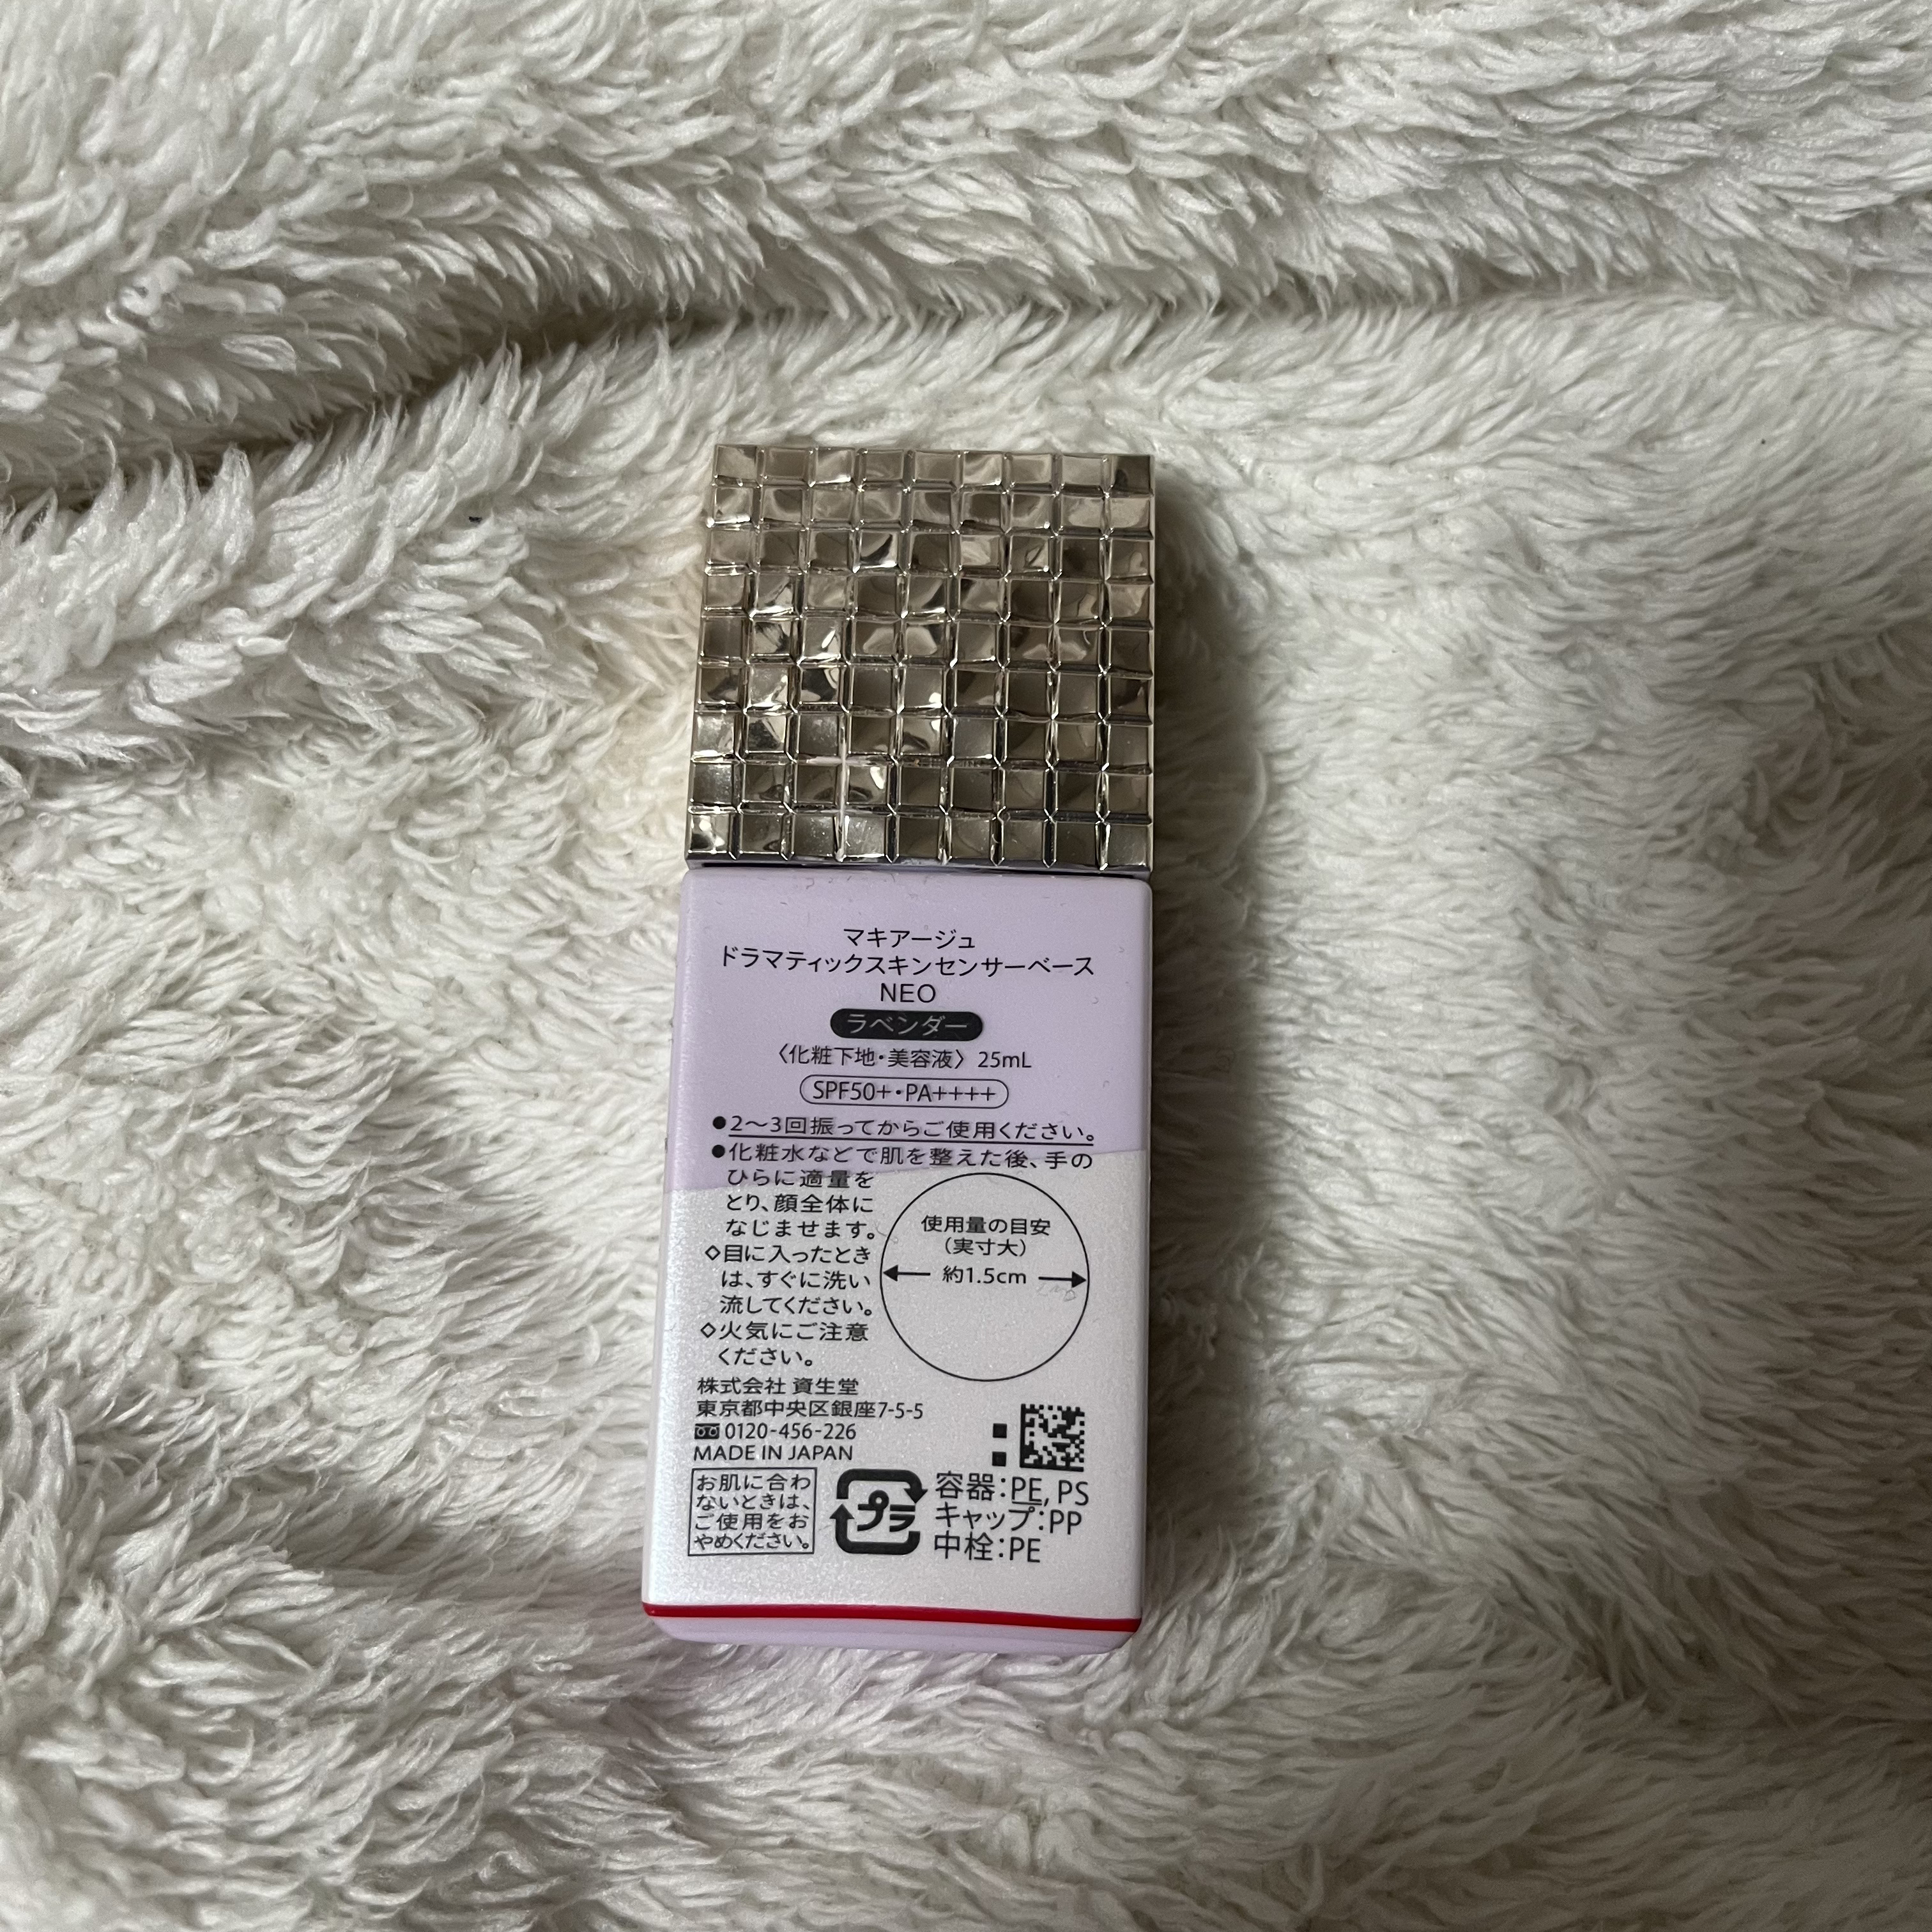 マキアージュ
ドラマティックスキンセンサーベース
NEO
ラベンダー
〈化粧下地・美容液〉 25mL
SPF50+・PA++++
●2〜3回振ってからご使用ください。
●化粧水などで肌を整えた後、手の
ひらに適量を
とり、顔全体に
なじませます。
◇目に入ったとき
は、すぐに洗い
流してください。
◇火気にご注意
ください。
使用量の目安
（実寸大）
約1.5cm
株式会社 資生堂
東京都中央区銀座7-5-5
0120-456-226
MADE IN JAPAN
お肌に合わ
ないときは、
ご使用をお
やめください。
プラ
容器：PE, PS
キャップ：PP
中栓：PE